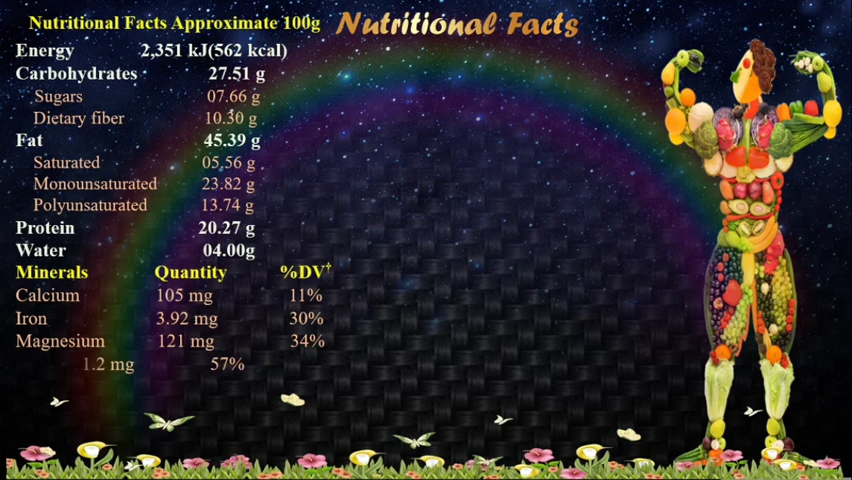 Nutritional Facts
Nutritional Facts Approximate 100g
Energy 2,351 kJ(562 kcal)
Carbohydrates 27.51 g
Sugars 07.66 g
Dietary fiber 10.30 g
Fat 45.39 g
Saturated 05.56 g
Monounsaturated 23.82 g
Polyunsaturated 13.74 g
Protein 20.27 g
Water 04.00g
Minerals Quantity %DV†
Calcium 105 mg 11%
Iron 3.92 mg 30%
Magnesium 121 mg 34%
1.2 mg 57%